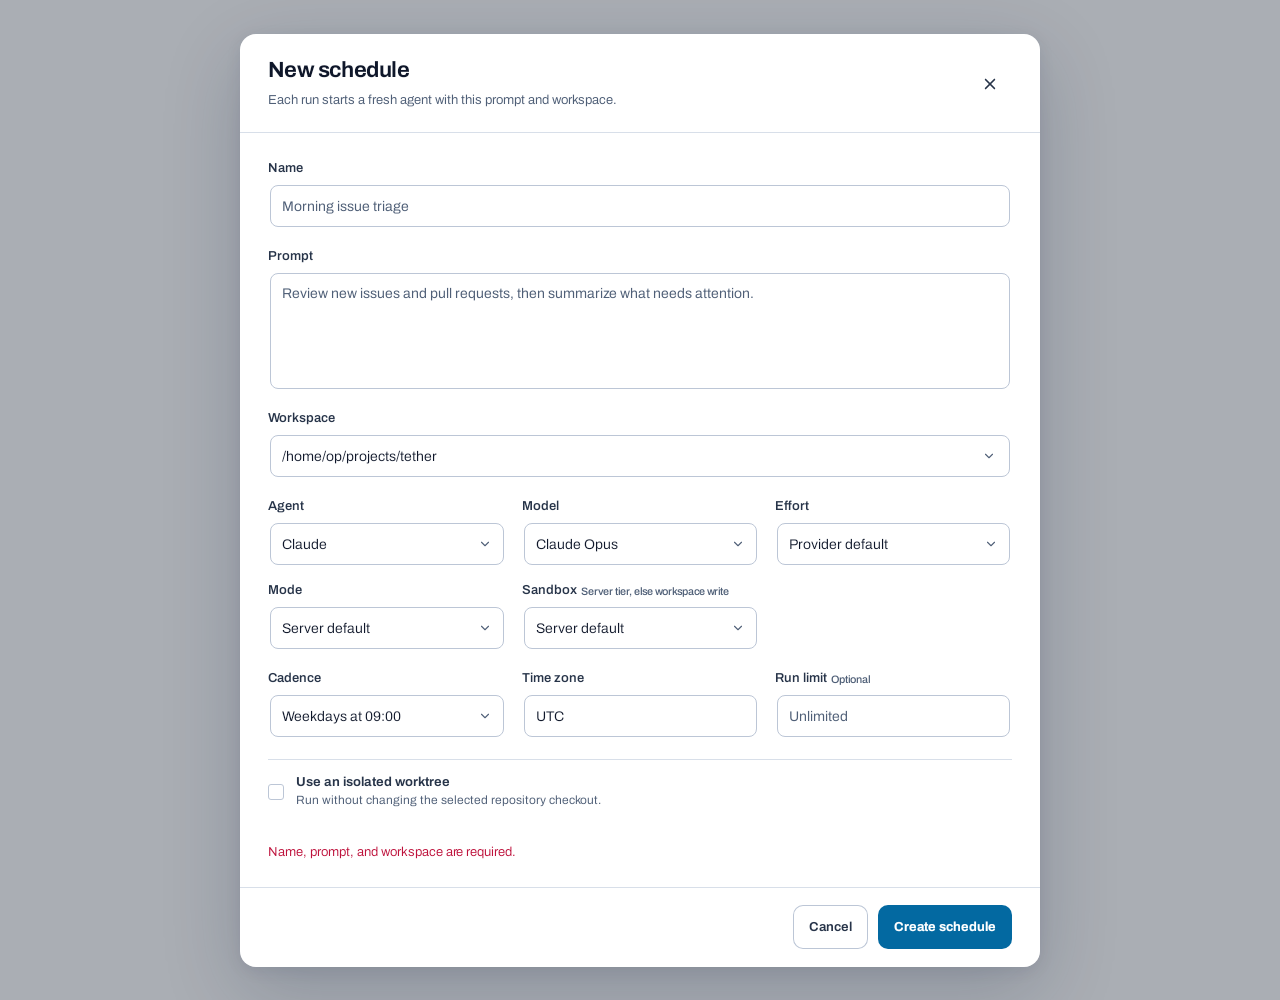 New schedule
Each run starts a fresh agent with this prompt and workspace.
Name
Morning issue triage
Prompt
Review new issues and pull requests, then summarize what needs attention.
Workspace
/home/op/projects/tether
Agent Model Effort
Claude Claude Opus Provider default
Mode Sandbox Server tier, else workspace write
Server default Server default
Cadence Time zone Run limit Optional
Weekdays at 09:00 UTC Unlimited
Use an isolated worktree
Run without changing the selected repository checkout.
Name, prompt, and workspace are required.
Cancel Create schedule